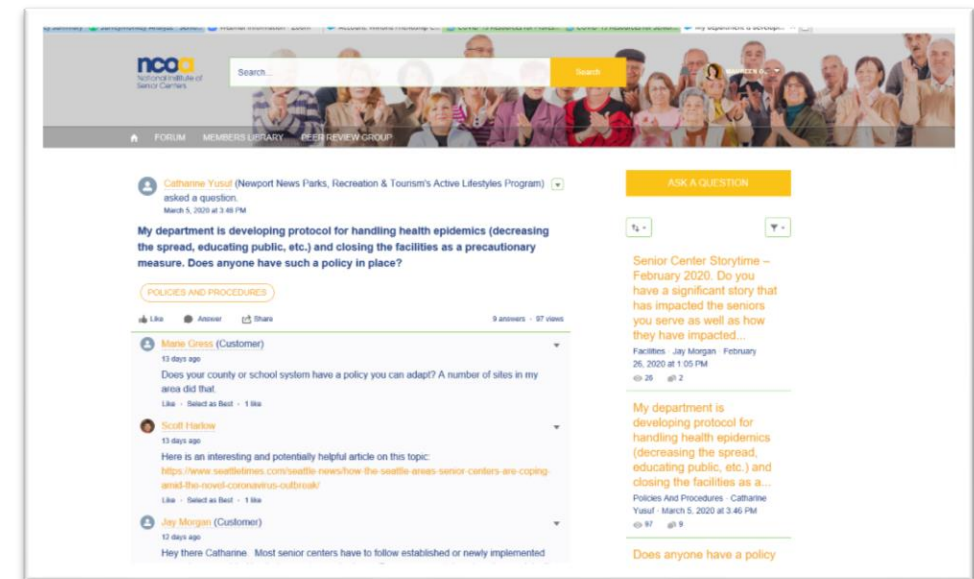 ncoa
National Institute of
Senior Centers
Search...
Search
MAUREEN O...
FORUM MEMBERS LIBRARY PEER REVIEW GROUP
Catharine Yusuf (Newport News Parks, Recreation & Tourism's Active Lifestyles Program)
asked a question.
March 5, 2020 at 3:46 PM
My department is developing protocol for handling health epidemics (decreasing
the spread, educating public, etc.) and closing the facilities as a precautionary
measure. Does anyone have such a policy in place?
POLICIES AND PROCEDURES
Like Answer Share 9 answers · 97 views
Marie Gress (Customer)
13 days ago
Does your county or school system have a policy you can adapt? A number of sites in my
area did that.
Like · Select as Best · 1 like
Scott Harlow
13 days ago
Here is an interesting and potentially helpful article on this topic:
https://www.seattletimes.com/seattle-news/how-the-seattle-areas-senior-centers-are-coping-
amid-the-novel-coronavirus-outbreak/
Like · Select as Best · 1 like
Jay Morgan (Customer)
12 days ago
Hey there Catharine. Most senior centers have to follow established or newly implemented
ASK A QUESTION
Senior Center Storytime –
February 2020. Do you
have a significant story that
has impacted the seniors
you serve as well as how
they have impacted...
Facilities · Jay Morgan · February
26, 2020 at 1:05 PM
26 2
My department is
developing protocol for
handling health epidemics
(decreasing the spread,
educating public, etc.) and
closing the facilities as a...
Policies And Procedures · Catharine
Yusuf · March 5, 2020 at 3:46 PM
97 9
Does anyone have a policy